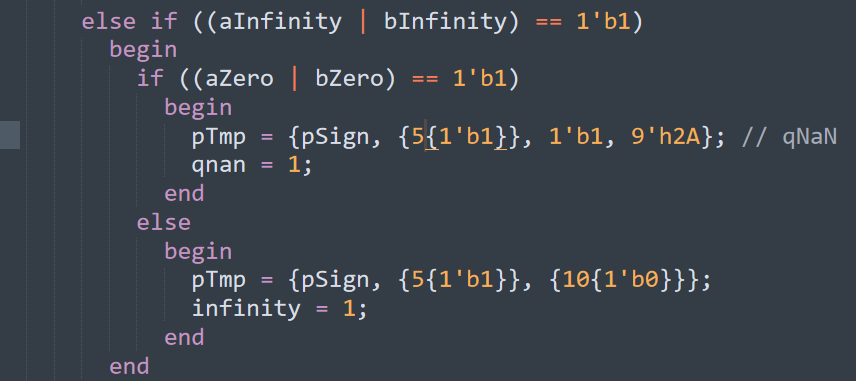 else if ((aInfinity | bInfinity) == 1'b1)
begin
if ((aZero | bZero) == 1'b1)
begin
pTmp = {pSign, {5{1'b1}}, 1'b1, 9'h2A}; // qNaN
qnan = 1;
end
else
begin
pTmp = {pSign, {5{1'b1}}, {10{1'b0}}};
infinity = 1;
end
end